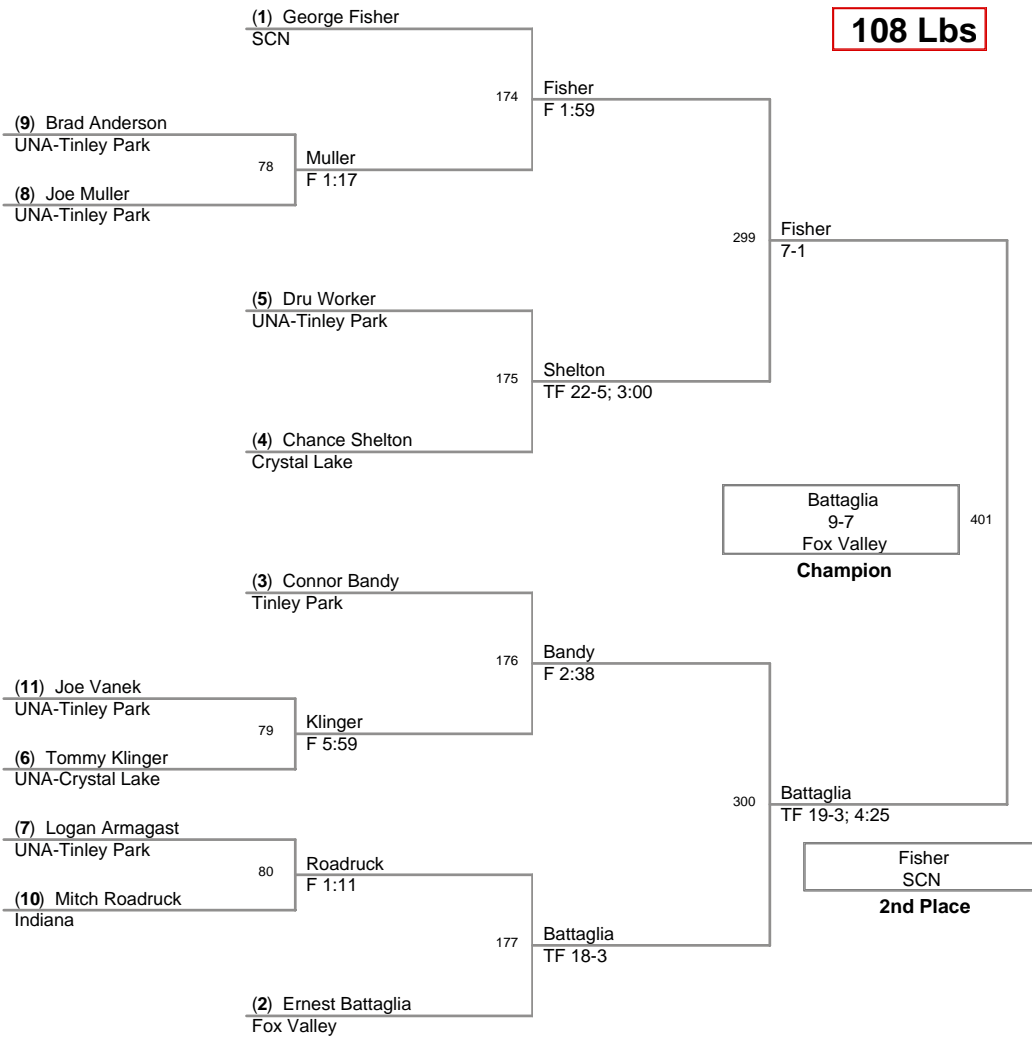 (1) George Fisher
SCN
108 Lbs
174
Fisher
F 1:59
(9) Brad Anderson
UNA-Tinley Park
78
Muller
F 1:17
(8) Joe Muller
UNA-Tinley Park
299
Fisher
7-1
(5) Dru Worker
UNA-Tinley Park
175
Shelton
TF 22-5; 3:00
(4) Chance Shelton
Crystal Lake
Battaglia
9-7
Fox Valley
401
Champion
(3) Connor Bandy
Tinley Park
176
Bandy
F 2:38
(11) Joe Vanek
UNA-Tinley Park
79
Klinger
F 5:59
(6) Tommy Klinger
UNA-Crystal Lake
300
Battaglia
TF 19-3; 4:25
(7) Logan Armagast
UNA-Tinley Park
80
Roadruck
F 1:11
(10) Mitch Roadruck
Indiana
Fisher
SCN
2nd Place
177
Battaglia
TF 18-3
(2) Ernest Battaglia
Fox Valley